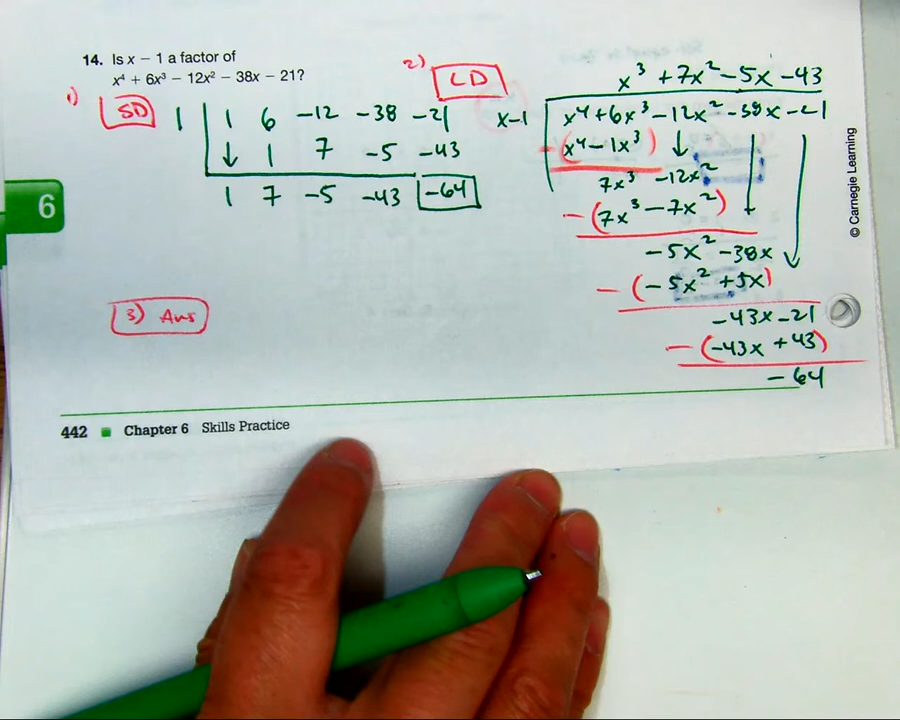 14. Is x − 1 a factor of
x⁴ + 6x³ − 12x² − 38x − 21?
1) SD
1 | 1 6 -12 -38 -21
↓ 1 7 -5 -43
1 7 -5 -43 -64
2) LD
x³ + 7x² - 5x - 43
x-1 x⁴ + 6x³ - 12x² - 38x - 21
-(x⁴ - 1x³) ↓
7x³ - 12x²
-(7x³ - 7x²)
-5x² - 38x
-(-5x² + 5x)
-43x - 21
-(-43x + 43)
-64
3) Ans
6
© Carnegie Learning
442 ■ Chapter 6 Skills Practice